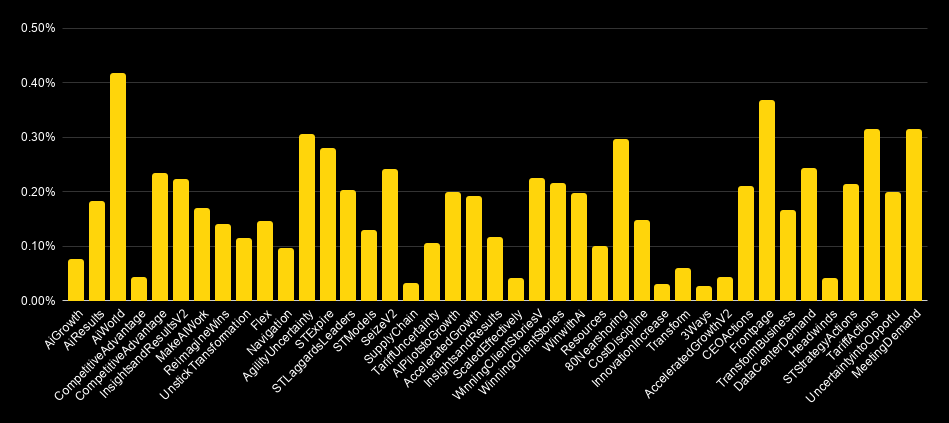 0.50%
0.40%
0.30%
0.20%
0.10%
0.00%
AIGrowth
AIResults
AIWorld
CompetitiveAdvantage
CompetitiveAdvantage
InsightsandResultsV2
MakeAIWork
ReimagineWins
UnstickTransformation
Flex
Navigation
AgilityUncertainty
STExpire
STLaggardsLeaders
STModels
SeizeV2
SupplyChain
TariffUncertainty
AIPilotstoGrowth
AcceleratedGrowth
InsightsandResults
ScaledEffectively
WinningClientStoriesV
WinningClientStories
WinwithAI
Resources
80Nearshoring
CostDiscipline
InnovationIncrease
Transform
3Ways
AcceleratedGrowthV2
CEOActions
Frontpage
TransformBusiness
DataCenterDemand
Headwinds
STStrategyActions
TariffActions
UncertaintyIntoOpportu
MeetingDemand